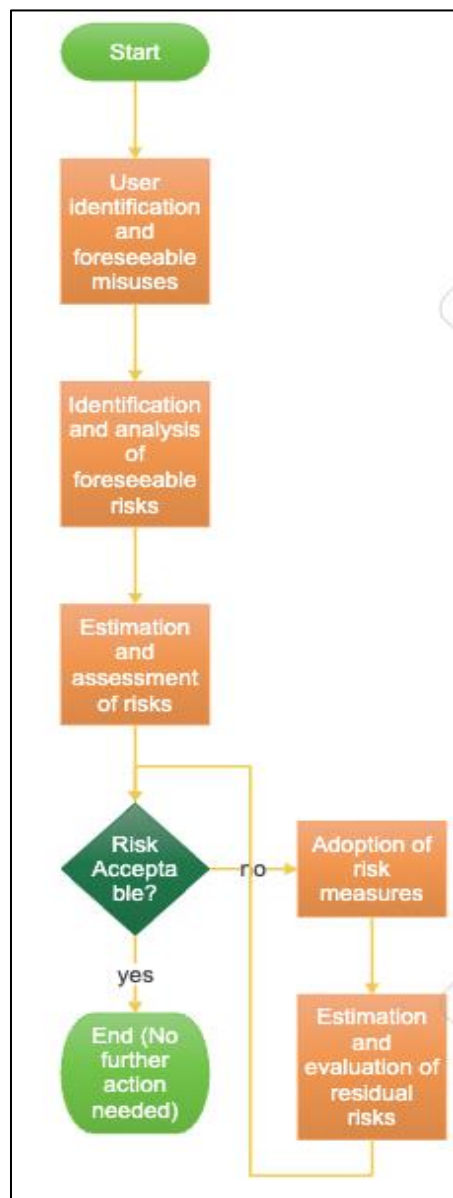 Start
User
identification
and
foreseeable
misuses
Identification
and analysis
of
foreseeable
risks
Estimation
and
assessment
of risks
Risk
Accepta
ble?
no
Adoption of
risk
measures
yes
End (No
further
action
needed)
Estimation
and
evaluation of
residual
risks